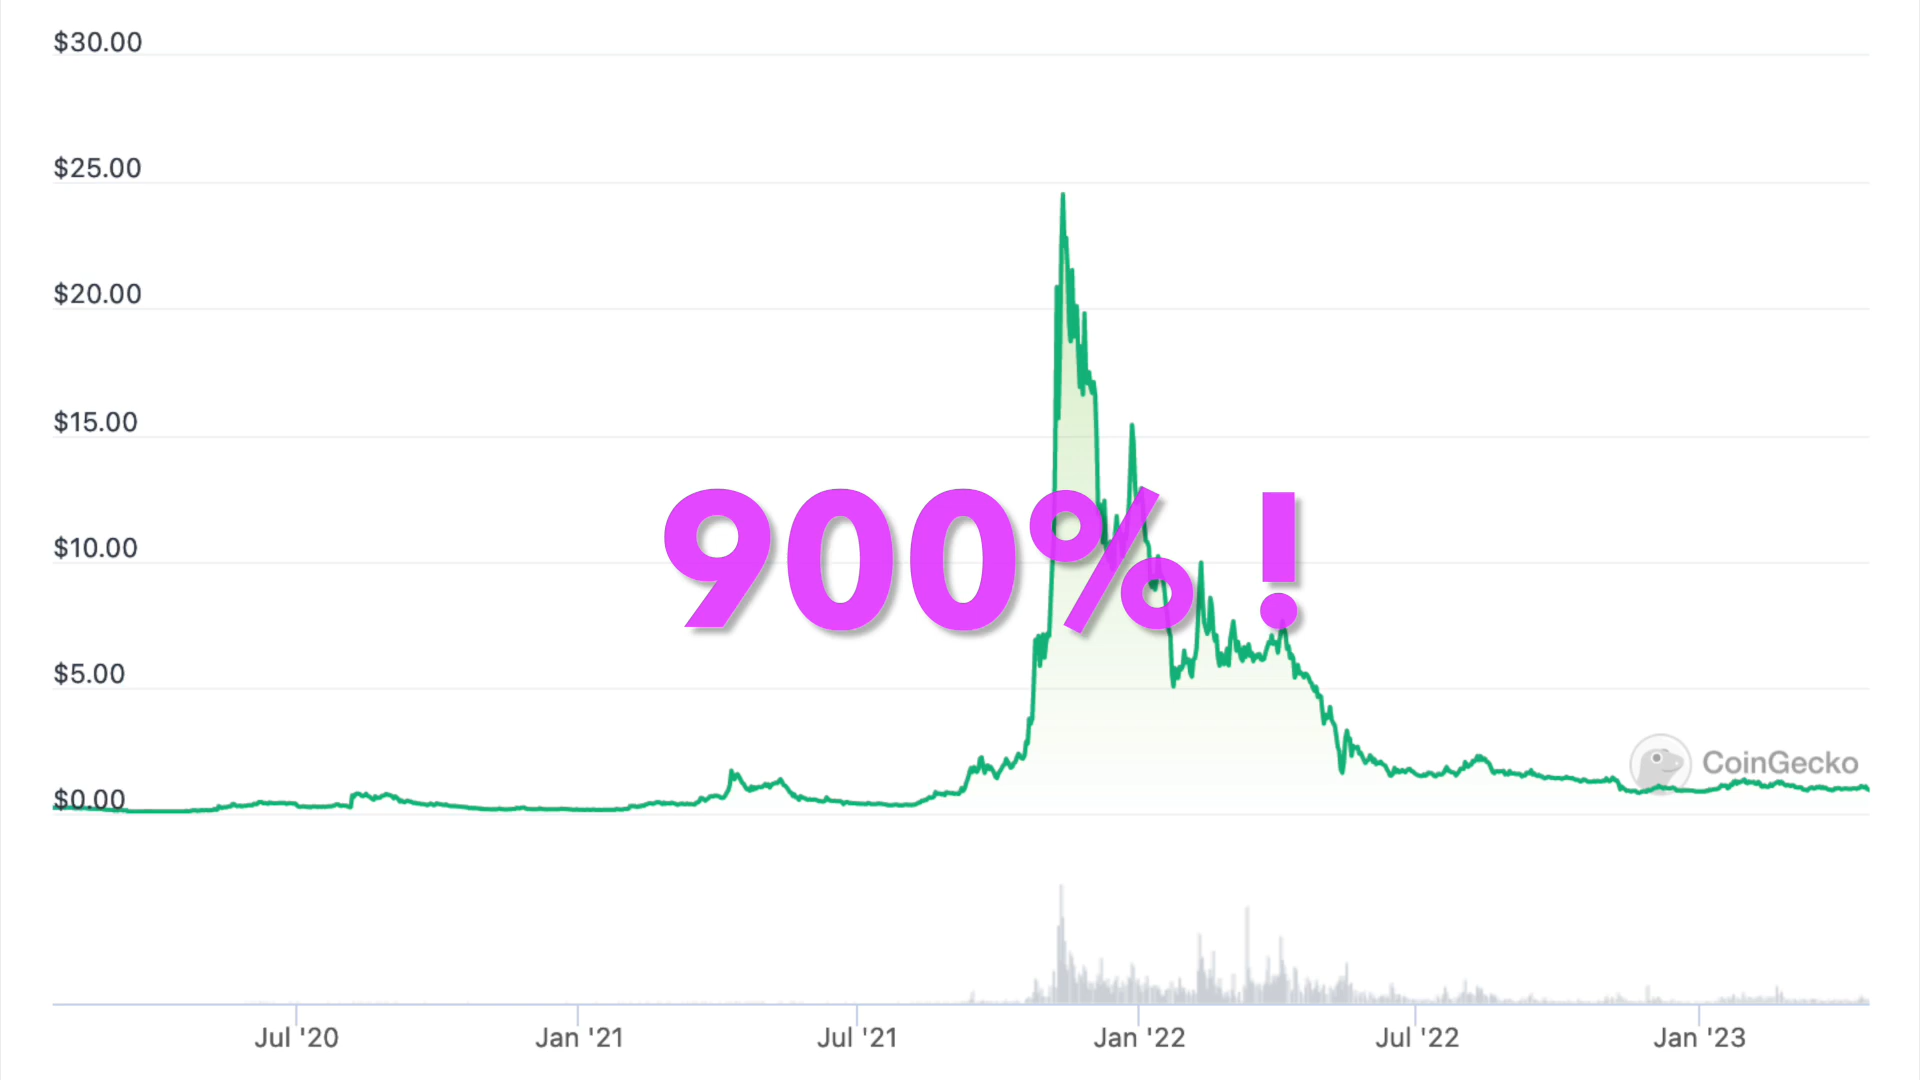 $30.00
$25.00
$20.00
$15.00
$10.00
$5.00
$0.00
900%!
CoinGecko
Jul '20
Jan '21
Jul '21
Jan '22
Jul '22
Jan '23